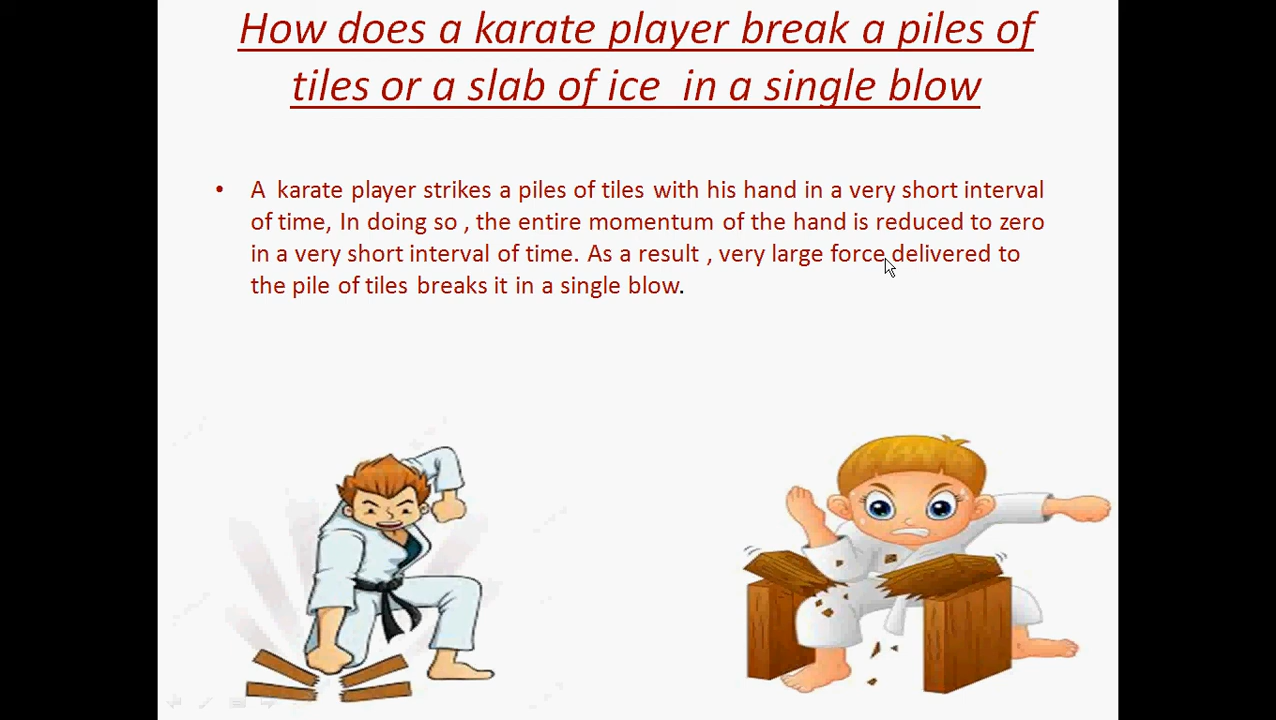 How does a karate player break a piles of
tiles or a slab of ice in a single blow
• A karate player strikes a piles of tiles with his hand in a very short interval
of time, In doing so , the entire momentum of the hand is reduced to zero
in a very short interval of time. As a result , very large force delivered to
the pile of tiles breaks it in a single blow.